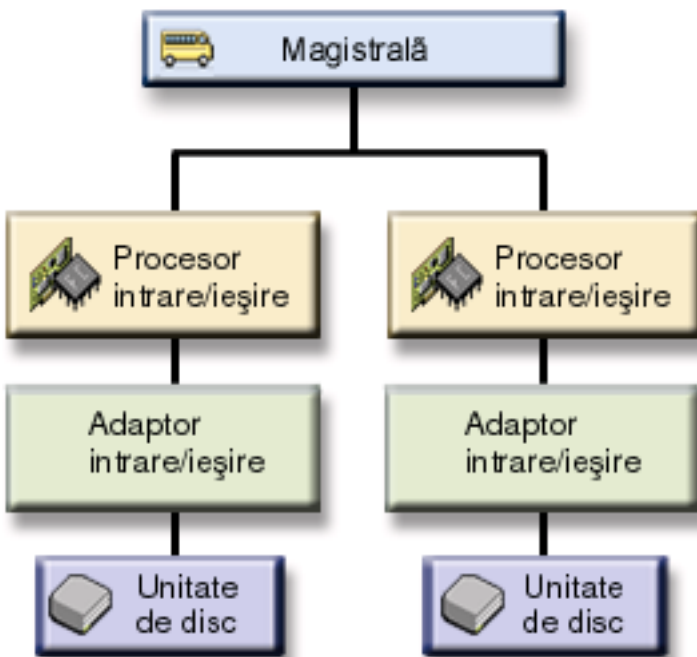 Magistrală
Procesor
intrare/ieşire
Procesor
intrare/ieşire
Adaptor
intrare/ieşire
Adaptor
intrare/ieşire
Unitate
de disc
Unitate
de disc